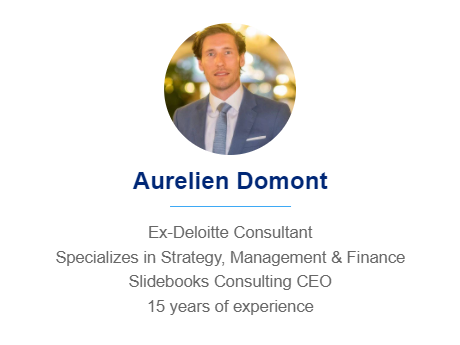 Aurelien Domont
Ex-Deloitte Consultant
Specializes in Strategy, Management & Finance
Slidebooks Consulting CEO
15 years of experience